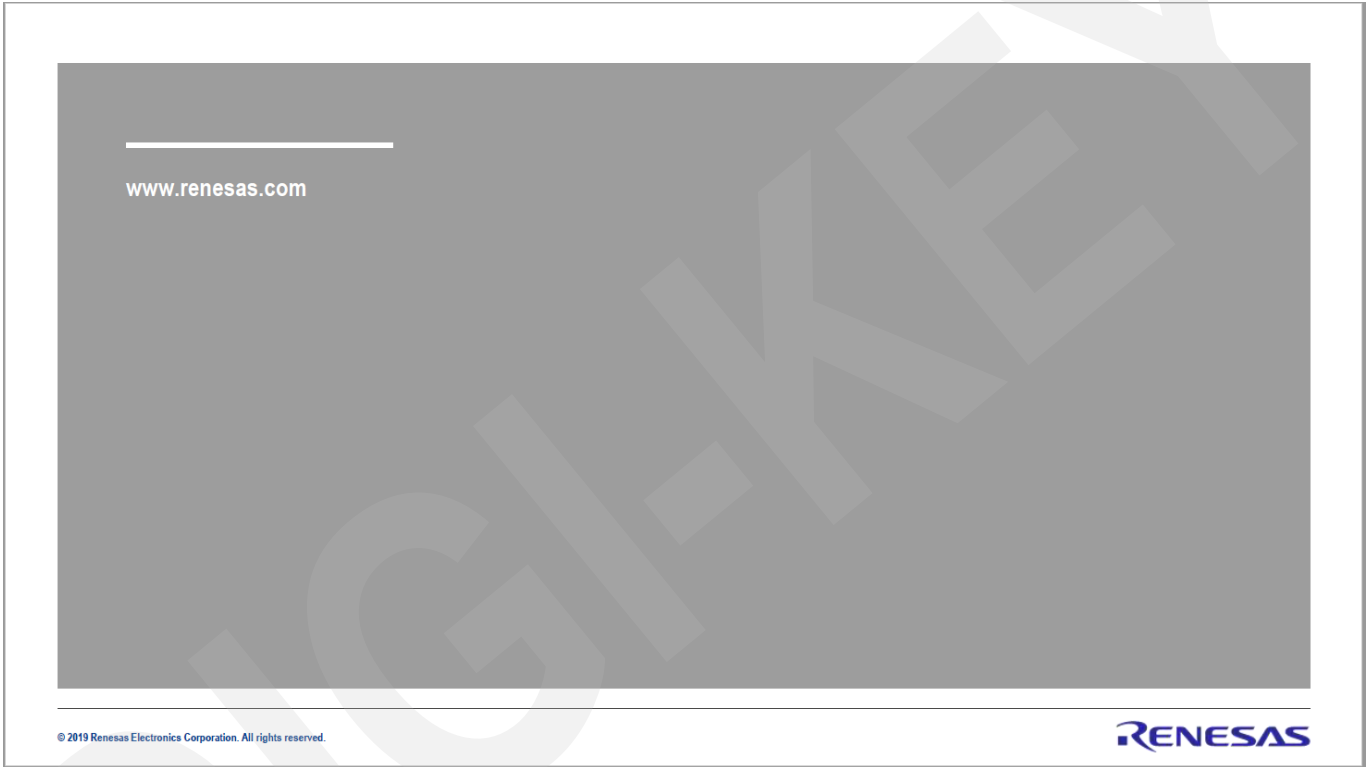 www.renesas.com
DIGI-KEY
© 2019 Renesas Electronics Corporation. All rights reserved.
RENESAS